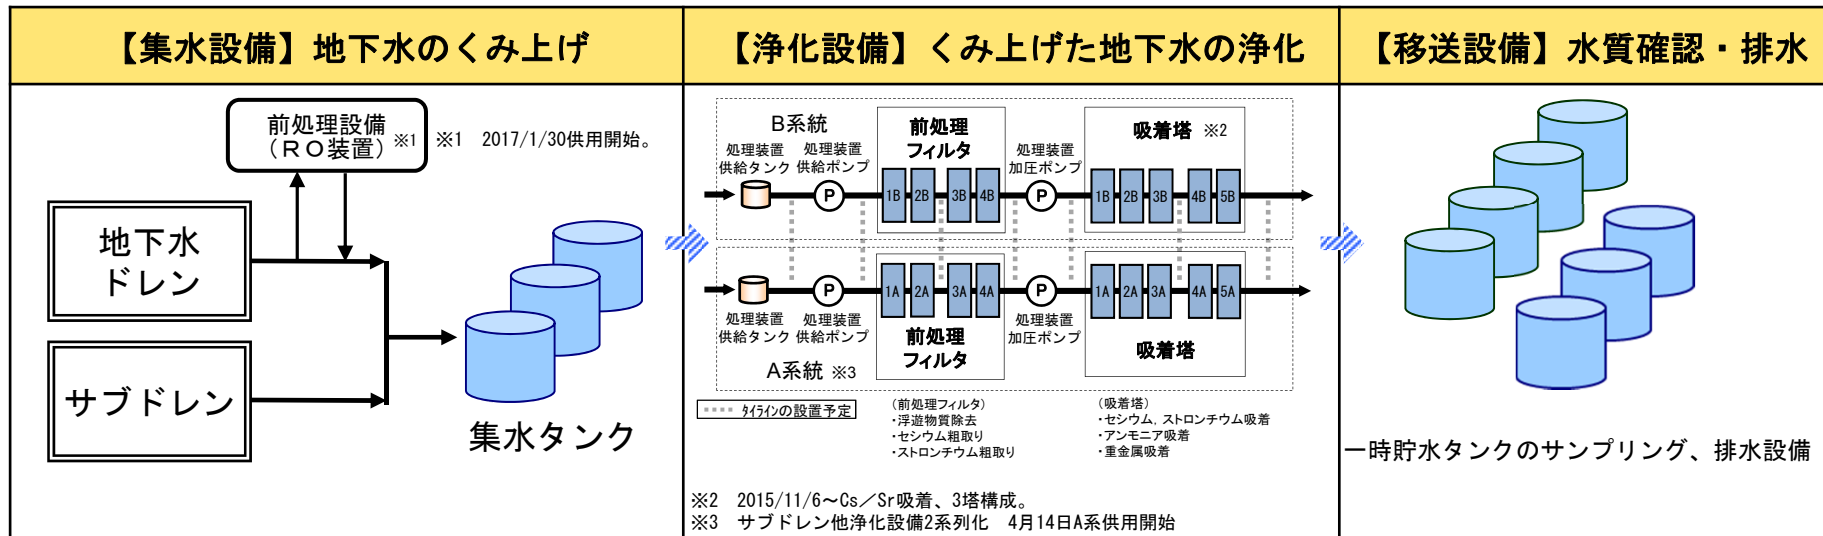 【集水設備】地下水のくみ上げ
前処理設備
（ＲＯ装置）※1
※1　2017/1/30供用開始。
地下水
ドレン
サブドレン
集水タンク
【浄化設備】くみ上げた地下水の浄化
B系統
処理装置
供給タンク
処理装置
供給ポンプ
前処理
フィルタ
処理装置
加圧ポンプ
吸着塔 ※2
P
1B 2B 3B 4B
P
1B 2B 3B 4B 5B
P
1A 2A 3A 4A
P
1A 2A 3A 4A 5A
処理装置
供給タンク
処理装置
供給ポンプ
前処理
フィルタ
処理装置
加圧ポンプ
吸着塔
A系統 ※3
ﾀｲﾗｲﾝの設置予定
（前処理フィルタ）
・浮遊物質除去
・セシウム粗取り
・ストロンチウム粗取り
（吸着塔）
・セシウム，ストロンチウム吸着
・アンモニア吸着
・重金属吸着
※2　2015/11/6～Cs／Sr吸着、3塔構成。
※3　サブドレン他浄化設備2系列化　4月14日A系供用開始
【移送設備】水質確認・排水
一時貯水タンクのサンプリング、排水設備